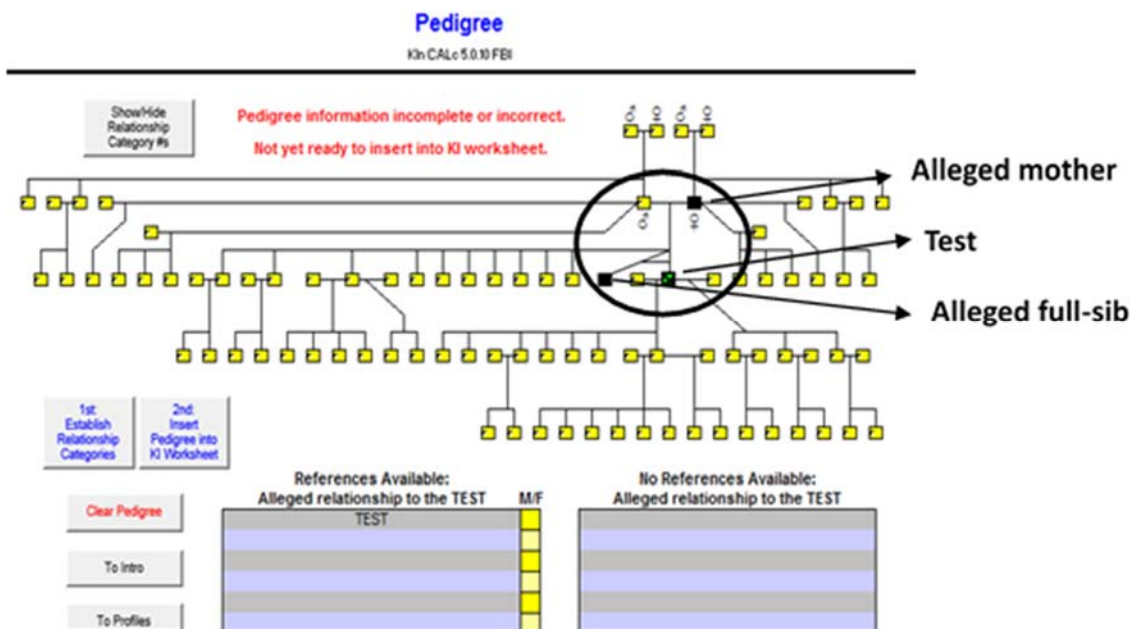 Pedigree
KIn CALc 5.0.10 FBI
Show/Hide
Relationship
Category #s
Pedigree information incomplete or incorrect.
Not yet ready to insert into KI worksheet.
♂ ♀ ♂ ♀
Alleged mother
♂ ♀
Test
Alleged full-sib
1st:
Establish
Relationship
Categories
2nd:
Insert
Pedigree into
KI Worksheet
References Available:
Alleged relationship to the TEST M/F
No References Available:
Alleged relationship to the TEST
Clear Pedigree
TEST
To Intro
To Profiles